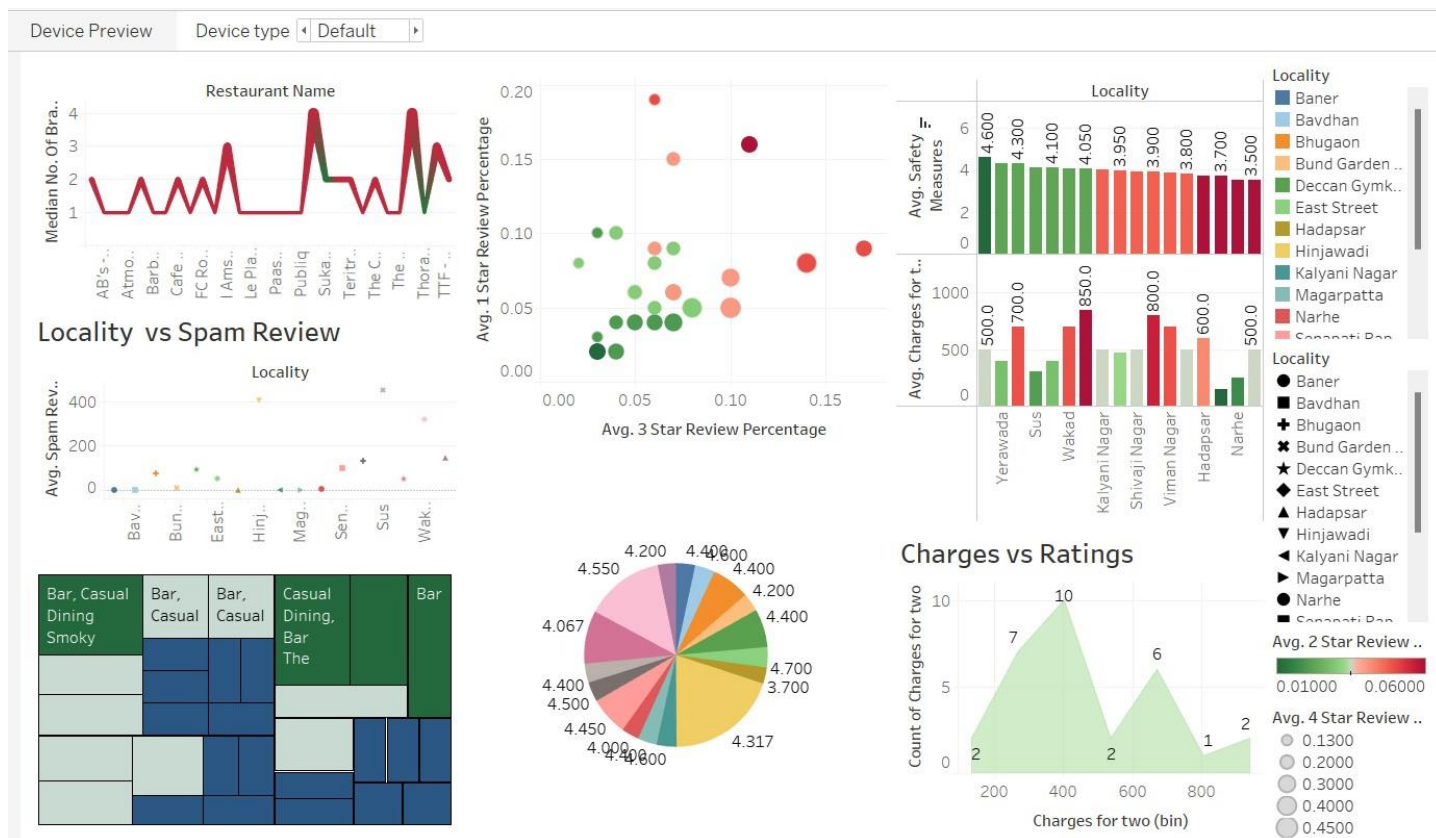 Device Preview
Device type
Default
Restaurant Name
Median No. Of Bra..
4
3
2
1
AB's -..
Atmo..
Barb..
Cafe ..
FC Ro..
I Ams..
Le Pla..
Paas..
Publiq
Suka..
Teritr..
The C..
The ..
Thora..
TTF - ..
Locality vs Spam Review
Locality
Avg. Spam Rev..
400
200
0
Bav..
Bun..
East..
Hinj..
Mag..
Sen..
Sus
Wak..
Bar, Casual
Dining
Smoky
Bar,
Casual
Bar,
Casual
Casual
Dining,
Bar
The
Bar
Avg. 1 Star Review Percentage
0.20
0.15
0.10
0.05
0.00
0.00
0.05
0.10
0.15
Avg. 3 Star Review Percentage
4.200
4.400
4.600
4.400
4.200
4.400
4.700
3.700
4.317
4.600
4.400
4.000
4.450
4.500
4.400
4.067
4.550
Locality
Avg. Safety
Measures
6
4
2
0
4.600
4.300
4.100
4.050
3.950
3.900
3.800
3.700
3.500
Avg. Charges for t..
1000
500
0
500.0
700.0
850.0
800.0
600.0
500.0
Yerawada
Sus
Wakad
Kalyani Nagar
Shivaji Nagar
Viman Nagar
Hadapsar
Narhe
Charges vs Ratings
Count of Charges for two
10
5
0
2
7
10
2
6
1
2
200
400
600
800
Charges for two (bin)
Locality
Baner
Bavdhan
Bhugaon
Bund Garden ..
Deccan Gymk..
East Street
Hadapsar
Hinjawadi
Kalyani Nagar
Magarpatta
Narhe
Locality
Baner
Bavdhan
Bhugaon
Bund Garden ..
Deccan Gymk..
East Street
Hadapsar
Hinjawadi
Kalyani Nagar
Magarpatta
Narhe
Avg. 2 Star Review ..
0.01000
0.06000
Avg. 4 Star Review ..
0.1300
0.2000
0.3000
0.4000
0.4500